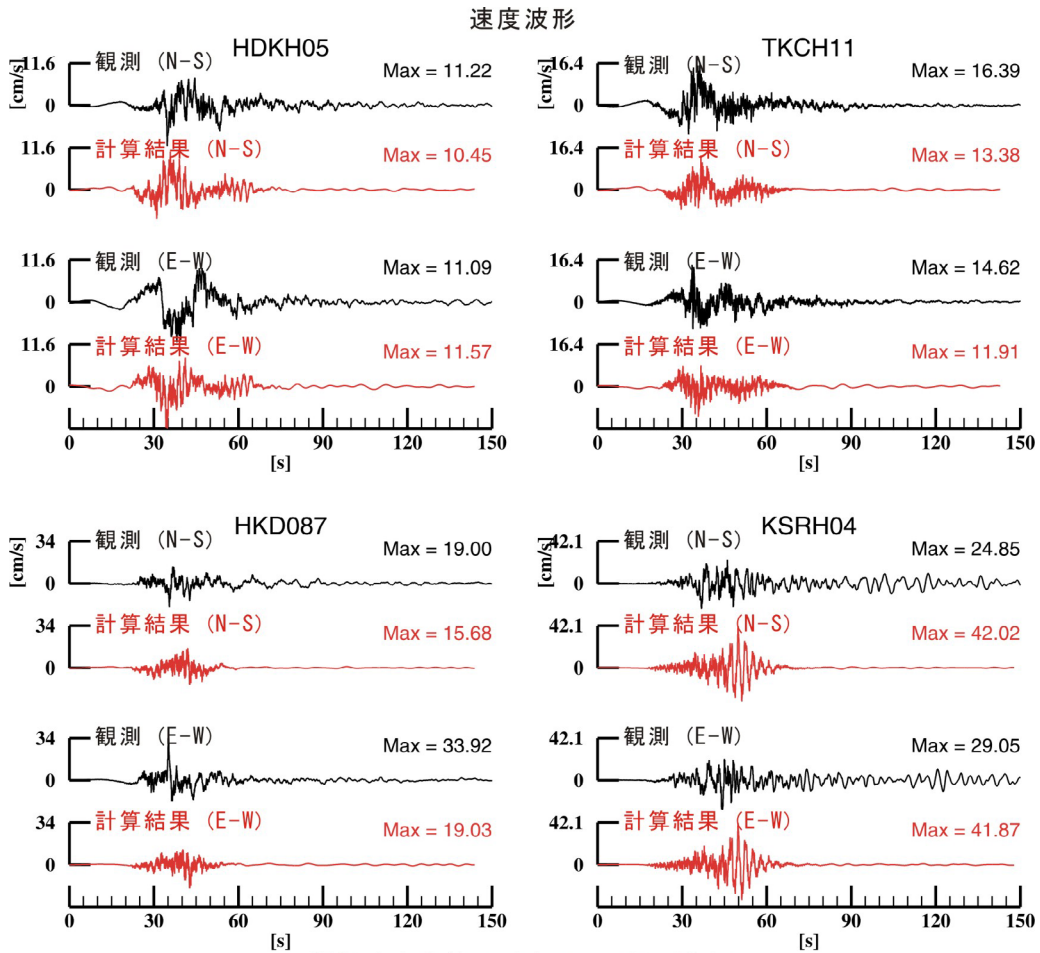 速度波形
HDKH05
[cm/s]
11.6
0
観測 (N-S)
Max = 11.22
11.6
0
計算結果 (N-S)
Max = 10.45
11.6
0
観測 (E-W)
Max = 11.09
11.6
0
計算結果 (E-W)
Max = 11.57
0 30 60 90 120 150
[s]
TKCH11
[cm/s]
16.4
0
観測 (N-S)
Max = 16.39
16.4
0
計算結果 (N-S)
Max = 13.38
16.4
0
観測 (E-W)
Max = 14.62
16.4
0
計算結果 (E-W)
Max = 11.91
0 30 60 90 120 150
[s]
HKD087
[cm/s]
34
0
観測 (N-S)
Max = 19.00
34
0
計算結果 (N-S)
Max = 15.68
34
0
観測 (E-W)
Max = 33.92
34
0
計算結果 (E-W)
Max = 19.03
0 30 60 90 120 150
[s]
KSRH04
[cm/s]
42.1
0
観測 (N-S)
Max = 24.85
42.1
0
計算結果 (N-S)
Max = 42.02
42.1
0
観測 (E-W)
Max = 29.05
42.1
0
計算結果 (E-W)
Max = 41.87
0 30 60 90 120 150
[s]